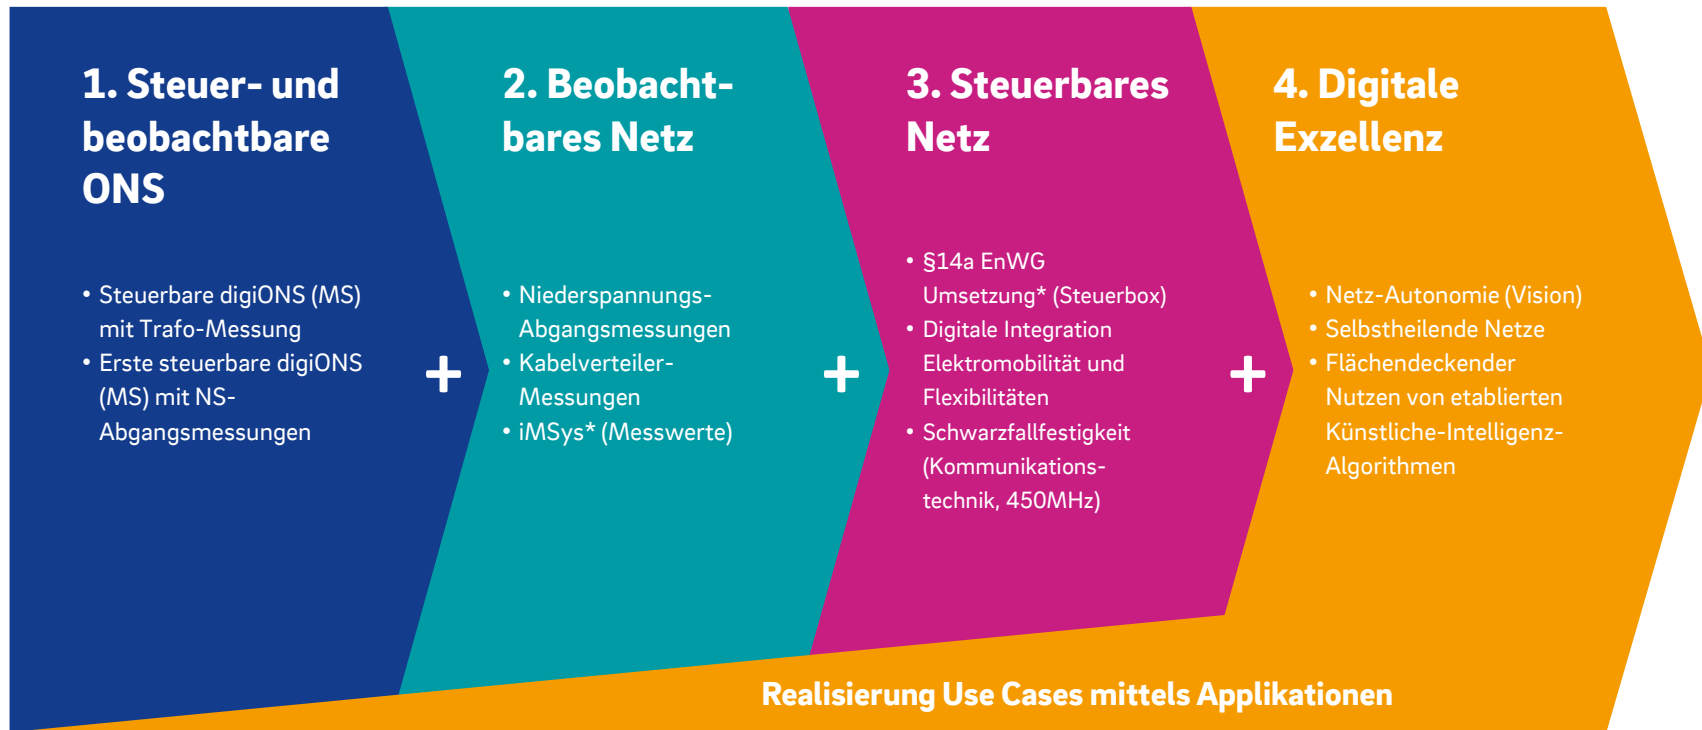 1. Steuer- und
beobachtbare
ONS
• Steuerbare digiONS (MS)
mit Trafo-Messung
• Erste steuerbare digiONS
(MS) mit NS-
Abgangsmessungen
+
2. Beobacht-
bares Netz
• Niederspannungs-
Abgangsmessungen
• Kabelverteiler-
Messungen
• iMSys* (Messwerte)
+
3. Steuerbares
Netz
• §14a EnWG
Umsetzung* (Steuerbox)
• Digitale Integration
Elektromobilität und
Flexibilitäten
• Schwarzfallfestigkeit
(Kommunikations-
technik, 450MHz)
+
4. Digitale
Exzellenz
• Netz-Autonomie (Vision)
• Selbstheilende Netze
• Flächendeckender
Nutzen von etablierten
Künstliche-Intelligenz-
Algorithmen
Realisierung Use Cases mittels Applikationen